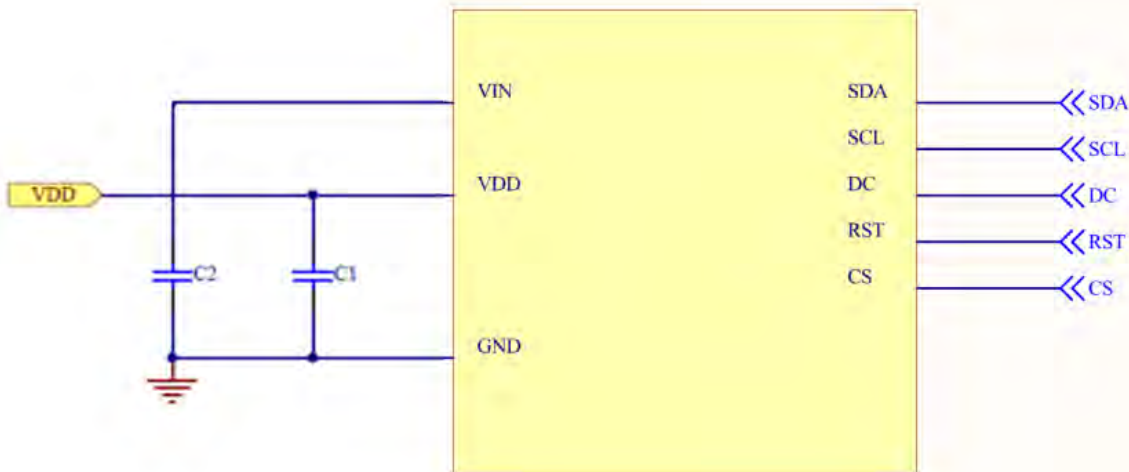 VIN
SDA
SDA
SCL
SCL
VDD
VDD
DC
DC
RST
RST
C2
C1
CS
CS
GND